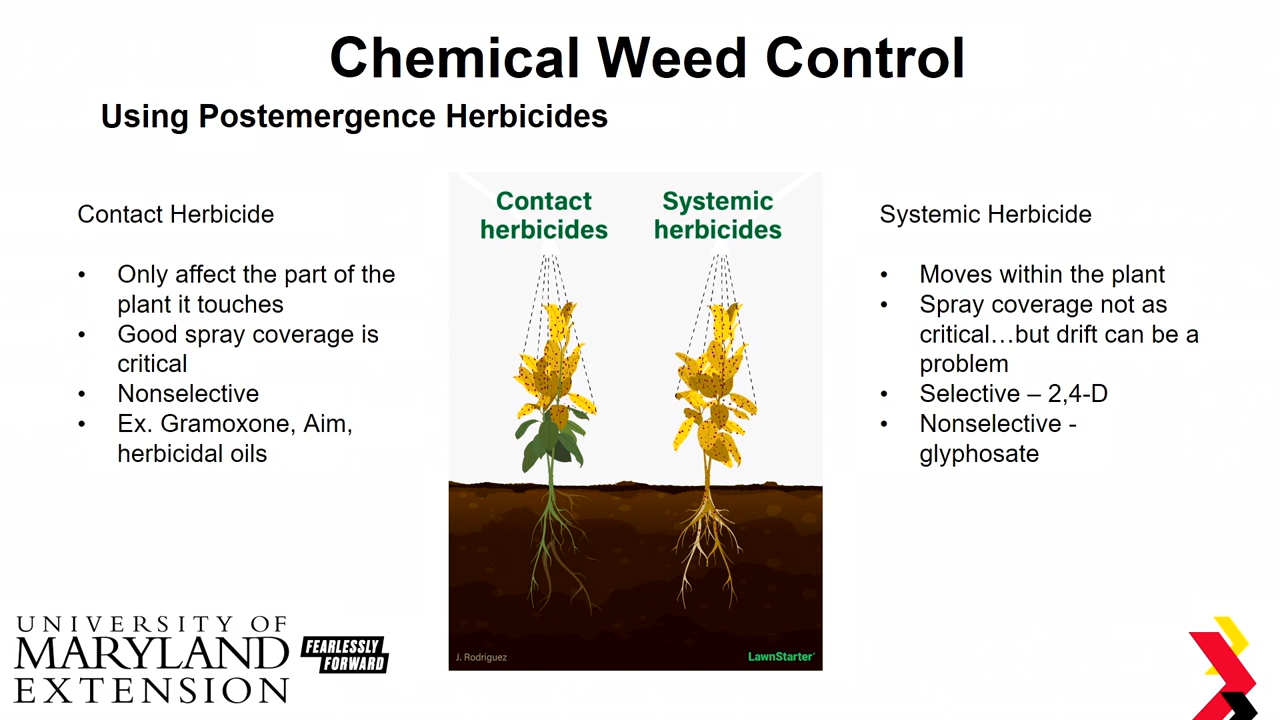 Chemical Weed Control
Using Postemergence Herbicides
Contact Herbicide
• Only affect the part of the
plant it touches
• Good spray coverage is
critical
• Nonselective
• Ex. Gramoxone, Aim,
herbicidal oils
Contact
herbicides
Systemic
herbicides
J. Rodriguez
LawnStarter
Systemic Herbicide
• Moves within the plant
• Spray coverage not as
critical…but drift can be a
problem
• Selective – 2,4-D
• Nonselective -
glyphosate
UNIVERSITY OF
MARYLAND
EXTENSION
FEARLESSLY
FORWARD